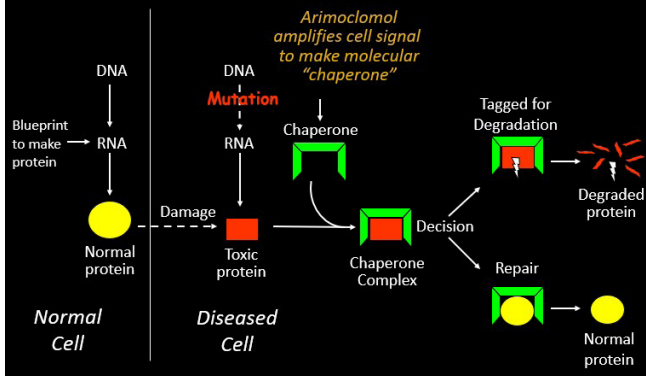 Arimoclomol
amplifies cell signal
to make molecular
“chaperone”
DNA
Blueprint
to make
protein
RNA
Normal
protein
Normal
Cell
Damage
DNA
Mutation
RNA
Toxic
protein
Diseased
Cell
Chaperone
Chaperone
Complex
Decision
Tagged for
Degradation
Degraded
protein
Repair
Normal
protein